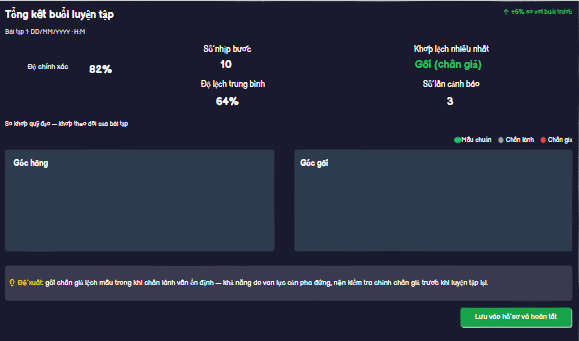 Tổng kết buổi luyện tập
↑ +6% so với buổi trước
Bài tập 1· DD/MM/YYYY · H:M
Độ chính xác 82%
Số nhịp bước
10
Khớp lệch nhiều nhất
Gối (chân giả)
Độ lệch trung bình
64%
Số lần cảnh báo
3
So khớp quỹ đạo — khớp theo dõi của bài tập
Mẫu chuẩn Chân lành Chân giả
Góc hông
Góc gối
Đề xuất: gối chân giả lệch mẫu trong khi chân lành vẫn ổn định — khả năng do van lực cản pha đứng, nên kiểm tra chỉnh chân giả trước khi luyện tập lại.
Lưu vào hồ sơ và hoàn tất